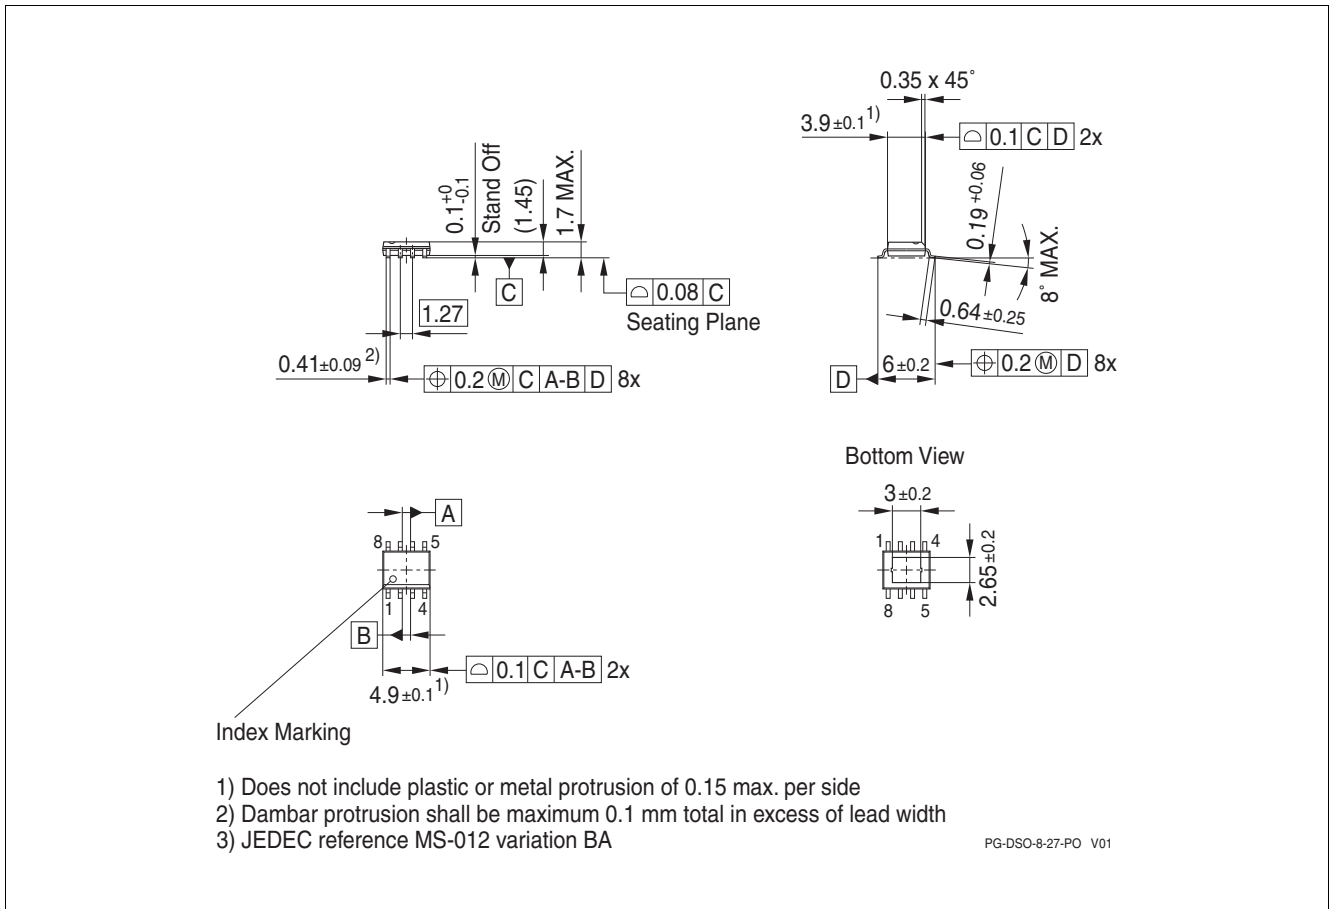 0.35 x 45°
3.9 ±0.1 1)
⌓ 0.1 C D 2x
0.1 +0 -0.1
Stand Off
(1.45)
1.7 MAX.
0.19 +0.06
8° MAX.
C
⌓ 0.08 C
Seating Plane
1.27
0.64 ±0.25
0.41 ±0.09 2)
⌖ 0.2 Ⓜ C A-B D 8x
D
6 ±0.2
⌖ 0.2 Ⓜ D 8x
Bottom View
3 ±0.2
A
8 5
1 4
B
1 4
8 5
2.65 ±0.2
⌓ 0.1 C A-B 2x
4.9 ±0.1 1)
Index Marking
1) Does not include plastic or metal protrusion of 0.15 max. per side
2) Dambar protrusion shall be maximum 0.1 mm total in excess of lead width
3) JEDEC reference MS-012 variation BA
PG-DSO-8-27-PO V01